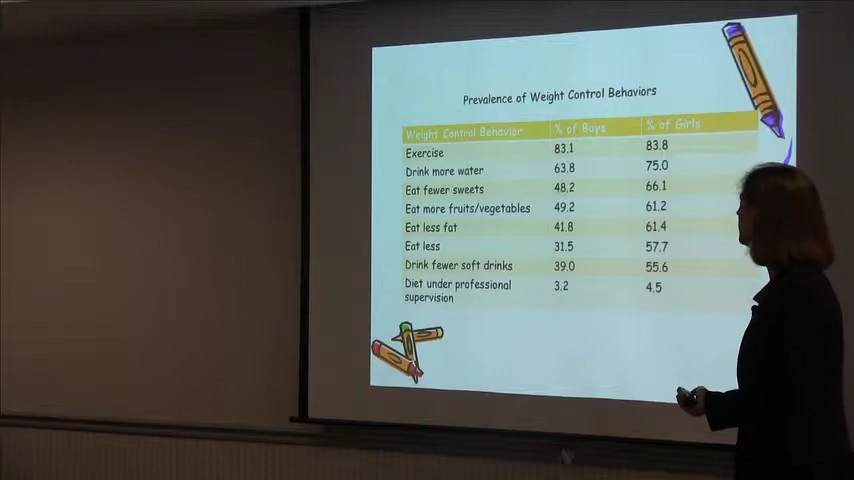 Prevalence of Weight Control Behaviors
Weight Control Behavior % of Boys % of Girls
Exercise 83.1 83.8
Drink more water 63.8 75.0
Eat fewer sweets 48.2 66.1
Eat more fruits/vegetables 49.2 61.2
Eat less fat 41.8 61.4
Eat less 31.5 57.7
Drink fewer soft drinks 39.0 55.6
Diet under professional 3.2 4.5
supervision